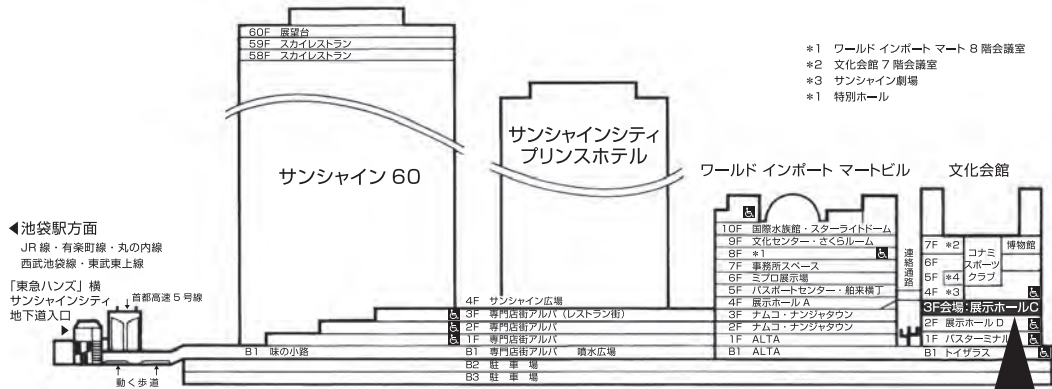 60F 展望台
59F スカイレストラン
58F スカイレストラン
サンシャイン 60
サンシャインシティ
プリンスホテル
*1 ワールド インポート マート 8 階会議室
*2 文化会館 7 階会議室
*3 サンシャイン劇場
*1 特別ホール
ワールド インポート マートビル
文化会館
◀池袋駅方面
JR 線・有楽町線・丸の内線
西武池袋線・東武東上線
「東急ハンズ」横
サンシャインシティ
地下道入口
首都高速 5 号線
動く歩道
4F サンシャイン広場
3F 専門店街アルパ（レストラン街）
2F 専門店街アルパ
1F 専門店街アルパ
B1 味の小路
B1 専門店街アルパ 噴水広場
B2 駐 車 場
B3 駐 車 場
10F 国際水族館・スターライトドーム
9F 文化センター・さくらルーム
8F *1
7F 事務所スペース
6F ミプロ展示場
5F パスポートセンター・舶来横丁
4F 展示ホール A
3F ナムコ・ナンジャタウン
2F ナムコ・ナンジャタウン
1F ALTA
B1 ALTA
連絡通路
7F *2
6F
5F *4
4F *3
コナミ
スポーツ
クラブ
博物館
3F会場:展示ホールC
2F 展示ホール D
1F バスターミナル
B1 トイザラス